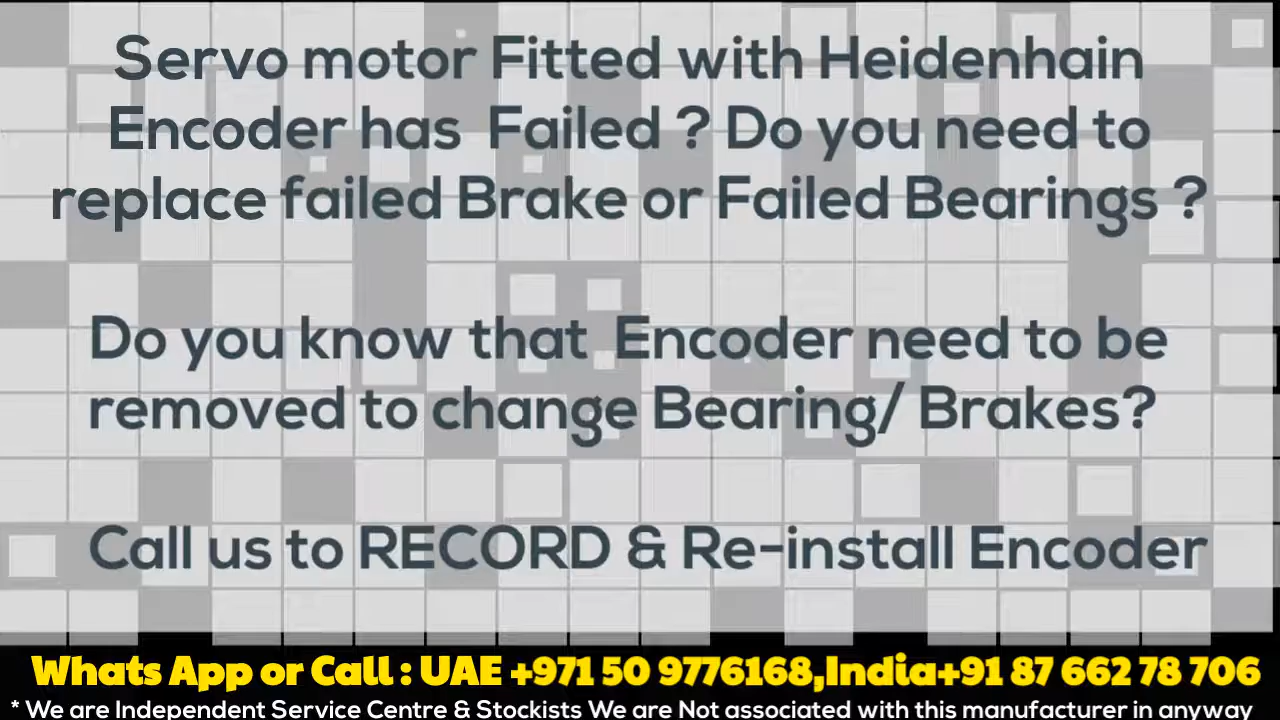 Servo motor Fitted with Heidenhain
Encoder has Failed ? Do you need to
replace failed Brake or Failed Bearings ?
Do you know that Encoder need to be
removed to change Bearing/ Brakes?
Call us to RECORD & Re-install Encoder
Whats App or Call : UAE +971 50 9776168,India+91 87 662 78 706
* We are Independent Service Centre & Stockists We are Not associated with this manufacturer in anyway